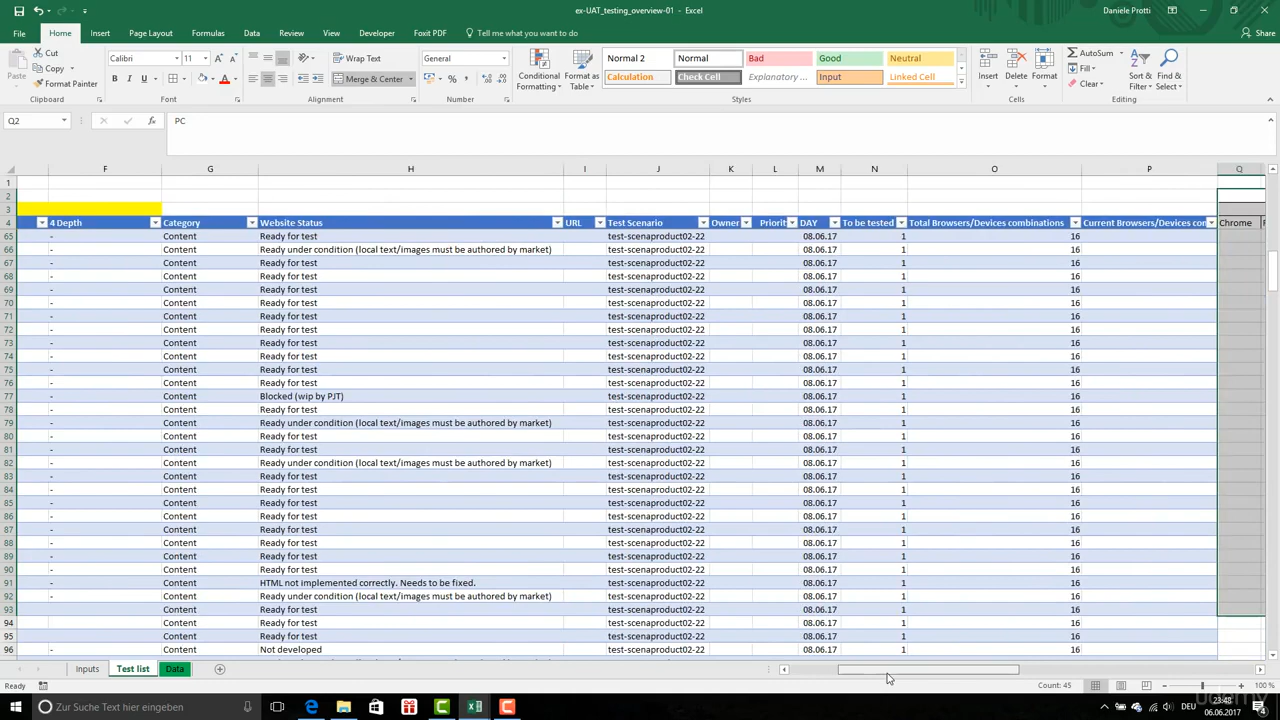 ex-UAT_testing_overview-01 - Excel
Daniele Protti
File Home Insert Page Layout Formulas Data Review View Developer Foxit PDF Tell me what you want to do
Share
Paste
Cut
Copy
Format Painter
Clipboard
Calibri 11
B I U
Font
Wrap Text
Merge & Center
Alignment
General
%
Number
Conditional Formatting
Format as Table
Normal 2 Normal Bad Good Neutral
Calculation Check Cell Explanatory ... Input Linked Cell
Styles
Insert Delete Format
Cells
AutoSum
Fill
Clear
Sort & Filter
Find & Select
Editing
Q2 fx PC
F G H I J K L M N O P Q
1
2
3
4 Depth Category Website Status URL Test Scenario Owner Priorit DAY To be tested Total Browsers/Devices combinations Current Browsers/Devices cor Chrome
65 - Content Ready for test test-scenaproduct02-22 08.06.17 1 16
66 - Content Ready under condition (local text/images must be authored by market) test-scenaproduct02-22 08.06.17 1 16
67 - Content Ready for test test-scenaproduct02-22 08.06.17 1 16
68 - Content Ready for test test-scenaproduct02-22 08.06.17 1 16
69 - Content Ready for test test-scenaproduct02-22 08.06.17 1 16
70 - Content Ready for test test-scenaproduct02-22 08.06.17 1 16
71 - Content Ready for test test-scenaproduct02-22 08.06.17 1 16
72 - Content Ready for test test-scenaproduct02-22 08.06.17 1 16
73 - Content Ready for test test-scenaproduct02-22 08.06.17 1 16
74 - Content Ready for test test-scenaproduct02-22 08.06.17 1 16
75 - Content Ready for test test-scenaproduct02-22 08.06.17 1 16
76 - Content Ready for test test-scenaproduct02-22 08.06.17 1 16
77 - Content Blocked (wip by PJT) test-scenaproduct02-22 08.06.17 1 16
78 - Content Ready for test test-scenaproduct02-22 08.06.17 1 16
79 - Content Ready under condition (local text/images must be authored by market) test-scenaproduct02-22 08.06.17 1 16
80 - Content Ready for test test-scenaproduct02-22 08.06.17 1 16
81 - Content Ready for test test-scenaproduct02-22 08.06.17 1 16
82 - Content Ready under condition (local text/images must be authored by market) test-scenaproduct02-22 08.06.17 1 16
83 - Content Ready for test test-scenaproduct02-22 08.06.17 1 16
84 - Content Ready for test test-scenaproduct02-22 08.06.17 1 16
85 - Content Ready for test test-scenaproduct02-22 08.06.17 1 16
86 - Content Ready for test test-scenaproduct02-22 08.06.17 1 16
87 - Content Ready for test test-scenaproduct02-22 08.06.17 1 16
88 - Content Ready for test test-scenaproduct02-22 08.06.17 1 16
89 - Content Ready for test test-scenaproduct02-22 08.06.17 1 16
90 - Content Ready for test test-scenaproduct02-22 08.06.17 1 16
91 - Content HTML not implemented correctly. Needs to be fixed. test-scenaproduct02-22 08.06.17 1 16
92 - Content Ready under condition (local text/images must be authored by market) test-scenaproduct02-22 08.06.17 1 16
93 Content Ready for test test-scenaproduct02-22 08.06.17 1 16
94 Content Ready for test test-scenaproduct02-22 08.06.17 1 16
95 Content Ready for test test-scenaproduct02-22 08.06.17 1 16
96 - Content Not developed test-scenaproduct02-22 08.06.17 1 16
Inputs Test list Data
Ready
Count: 45
100 %
Zur Suche Text hier eingeben
DEU
23:48
06.06.2017
udemy